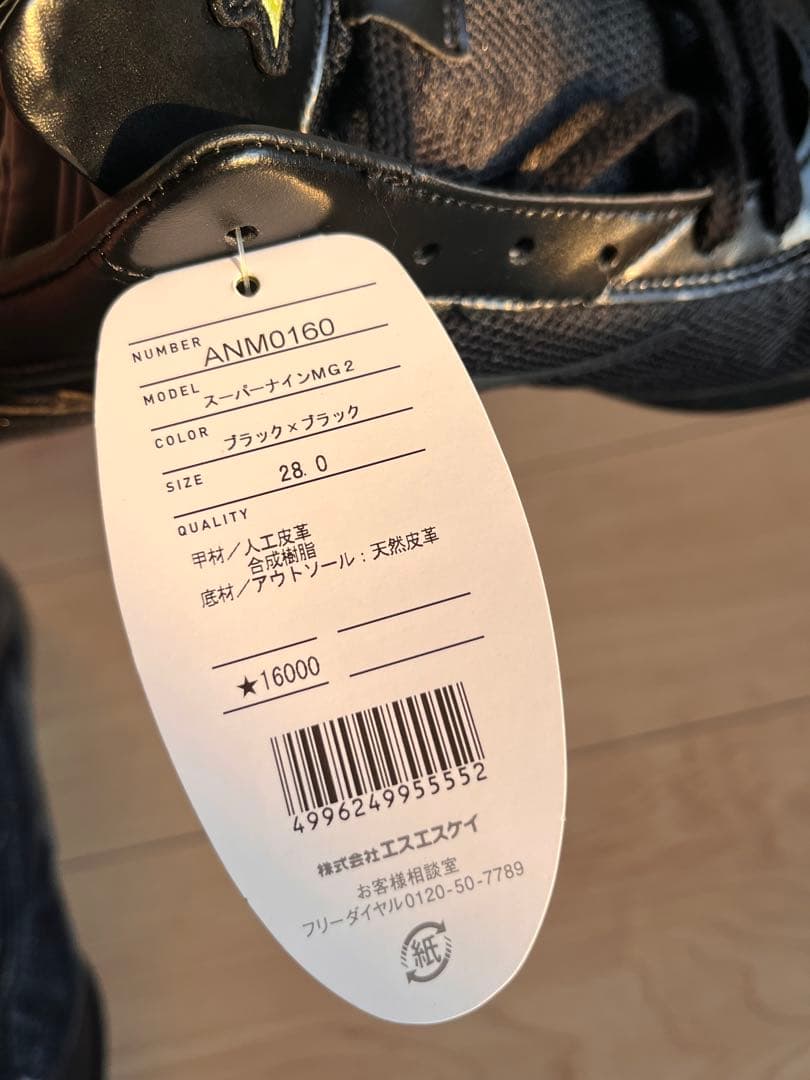 NUMBER ANM0160
MODEL スーパーナインMG2
COLOR ブラック×ブラック
SIZE 28.0
QUALITY
甲材/人工皮革
合成樹脂
底材/アウトソール:天然皮革
★16000
4996249955552
株式会社エスエスケイ
お客様相談室
フリーダイヤル0120-50-7789
紙